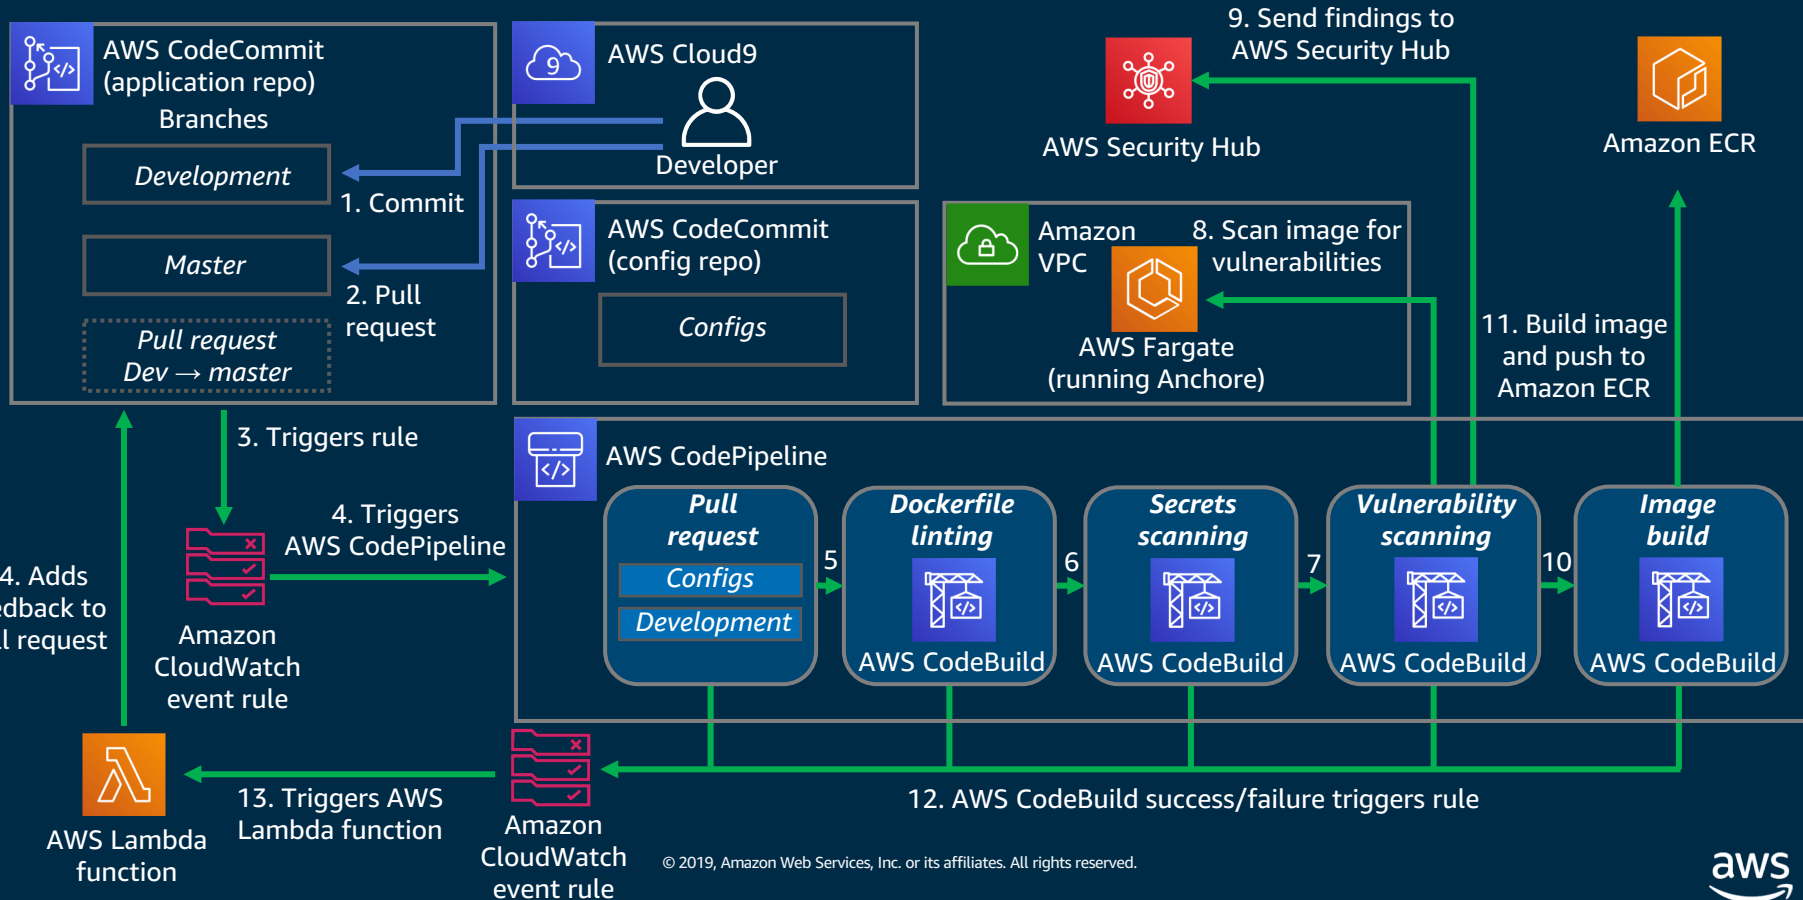 AWS CodeCommit
(application repo)
Branches
Development
Master
Pull request
Dev → master
1. Commit
2. Pull
request
9
AWS Cloud9
Developer
AWS CodeCommit
(config repo)
Configs
9. Send findings to
AWS Security Hub
AWS Security Hub
Amazon ECR
Amazon
VPC
8. Scan image for
vulnerabilities
AWS Fargate
(running Anchore)
11. Build image
and push to
Amazon ECR
3. Triggers rule
4. Triggers
AWS CodePipeline
Amazon
CloudWatch
event rule
4. Adds
edback to
ll request
AWS CodePipeline
Pull
request
Configs
Development
5
Dockerfile
linting
AWS CodeBuild
6
Secrets
scanning
AWS CodeBuild
7
Vulnerability
scanning
AWS CodeBuild
10
Image
build
AWS CodeBuild
12. AWS CodeBuild success/failure triggers rule
Amazon
CloudWatch
event rule
13. Triggers AWS
Lambda function
AWS Lambda
function
© 2019, Amazon Web Services, Inc. or its affiliates. All rights reserved.
aws